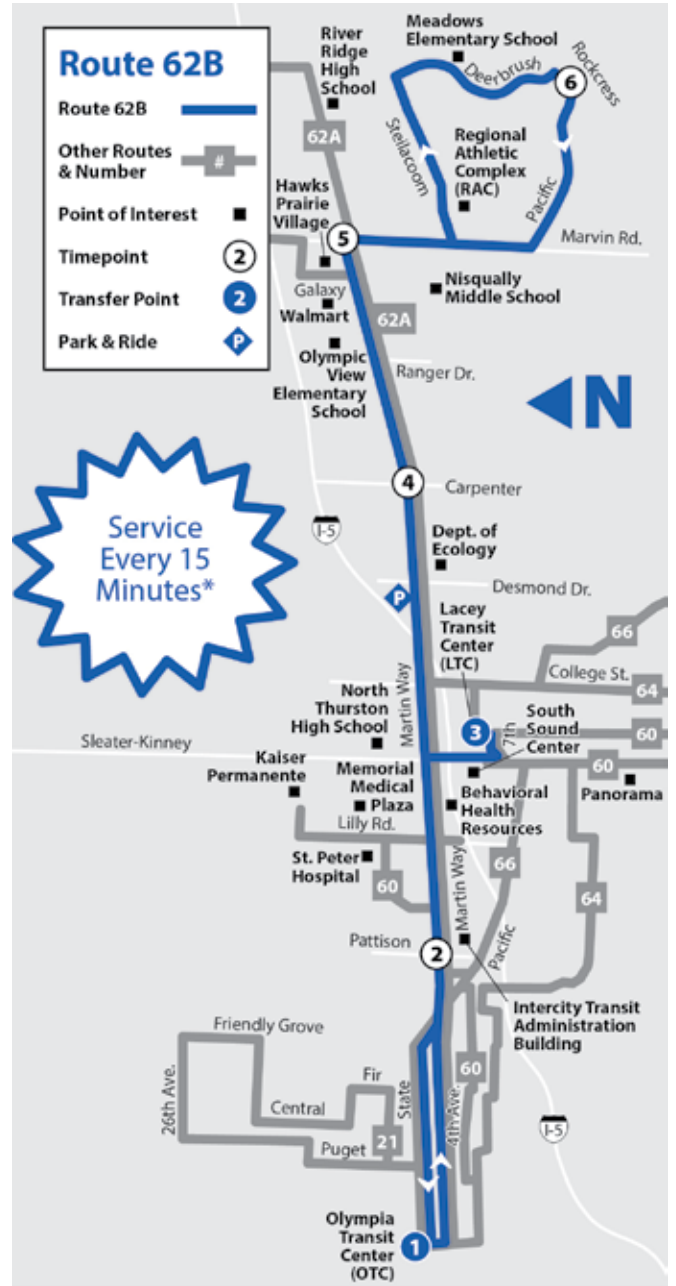 Route 62B
Route 62B
Other Routes
& Number
#
Point of Interest
Timepoint
2
Transfer Point
2
Park & Ride
P
River
Ridge
High
School
62A
Hawks
Prairie
Village
5
Galaxy
Walmart
Olympic
View
Elementary
School
Meadows
Elementary School
Deerbrush
Rockcress
6
Steilacoom
Regional
Athletic
Complex
(RAC)
Pacific
Marvin Rd.
Nisqually
Middle School
62A
Ranger Dr.
N
4
Carpenter
I-5
Service
Every 15
Minutes*
Dept. of
Ecology
Desmond Dr.
P
Lacey
Transit
Center
(LTC)
66
College St.
64
North
Thurston
High School
Martin Way
3
7th
South
Sound
Center
60
Sleater-Kinney
60
Kaiser
Permanente
Memorial
Medical
Plaza
Behavioral
Health
Resources
Panorama
Lilly Rd.
St. Peter
Hospital
60
Martin Way
66
64
Pattison
2
Pacific
Intercity Transit
Administration
Building
Friendly Grove
26th Ave.
Fir
Central
State
4th Ave.
60
21
Puget
I-5
Olympia
Transit
Center
(OTC)
1